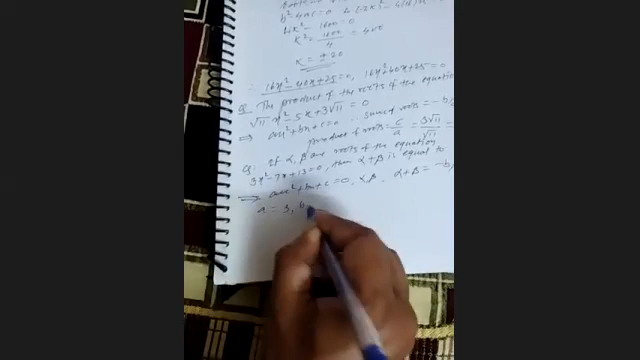 b²-4ac=0
4k² - 1600 = 0
k² = 1600/4 = 400
k = ± 20
∴ 16x² - 40x+25=0, 16x²+40x+25=0
Q. The product of the roots of the equation
√11 x² - 5x + 3√11 = 0
⇒ ax²+bx+c=0 ∴ sum of roots = -b/
product of roots = c/a = 3√11/√11 =
Q. If α, β are roots of the equation
3x² - 7x + 13 = 0, then α+β is equal to
⇒ ax²+bx+c=0, α, β. α+β = -b/
a = 3, b